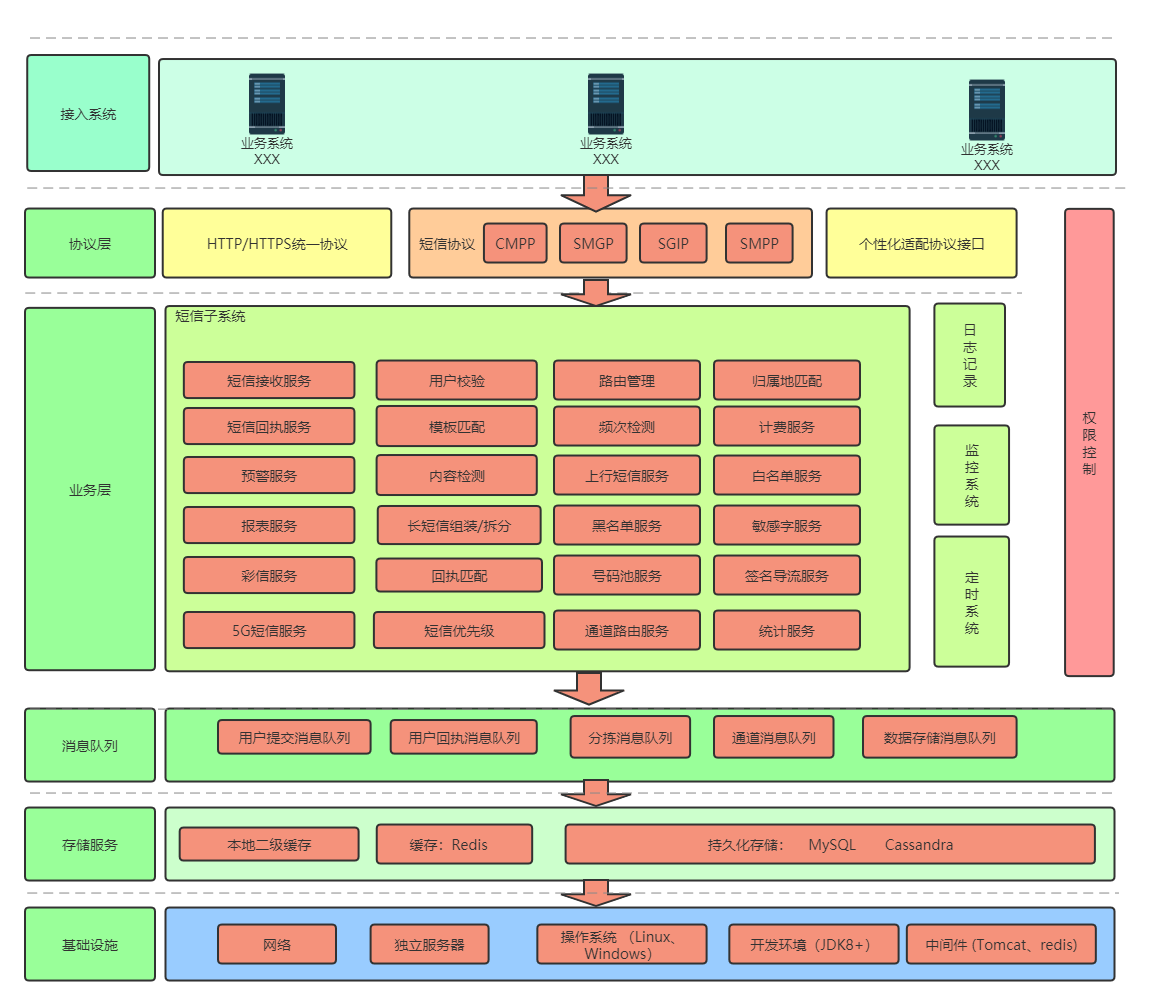 接入系统
业务系统
XXX
业务系统
XXX
业务系统
XXX
协议层
HTTP/HTTPS统一协议
短信协议
CMPP
SMGP
SGIP
SMPP
个性化适配协议接口
权限控制
业务层
短信子系统
短信接收服务
用户校验
路由管理
归属地匹配
短信回执服务
模板匹配
频次检测
计费服务
预警服务
内容检测
上行短信服务
白名单服务
报表服务
长短信组装/拆分
黑名单服务
敏感字服务
彩信服务
回执匹配
号码池服务
签名导流服务
5G短信服务
短信优先级
通道路由服务
统计服务
日志记录
监控系统
定时系统
消息队列
用户提交消息队列
用户回执消息队列
分拣消息队列
通道消息队列
数据存储消息队列
存储服务
本地二级缓存
缓存：Redis
持久化存储： MySQL Cassandra
基础设施
网络
独立服务器
操作系统 （Linux、
Windows）
开发环境（JDK8+）
中间件 (Tomcat、redis)